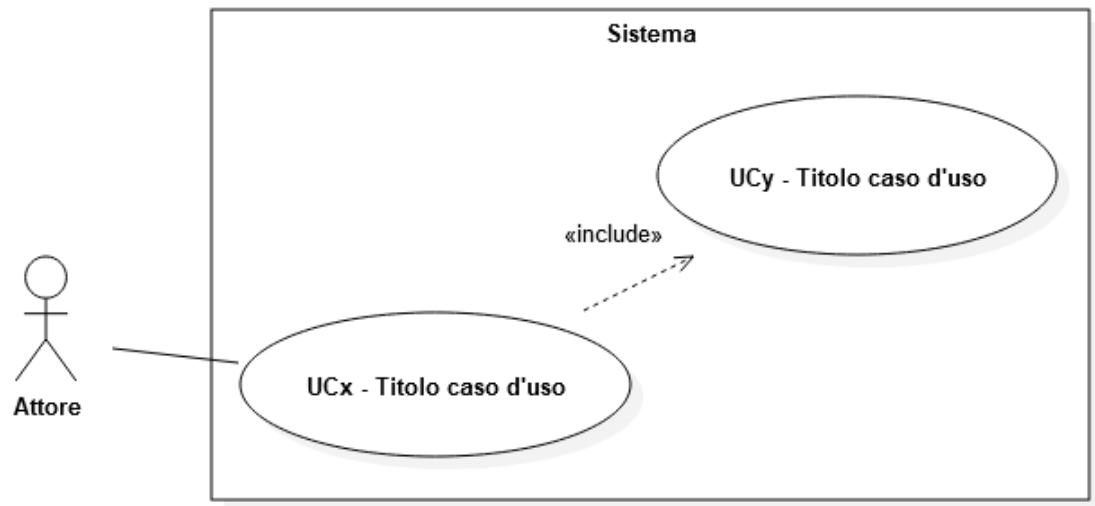 Sistema
UCy - Titolo caso d'uso
«include»
UCx - Titolo caso d'uso
Attore